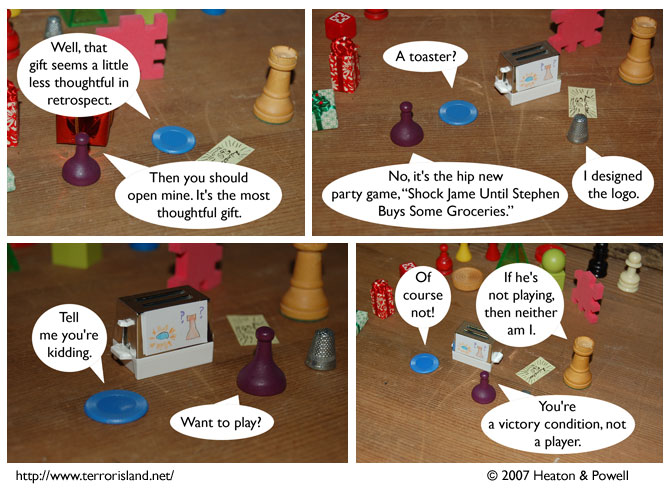 Well, that
gift seems a little
less thoughtful in
retrospect.
Then you should
open mine. It's the most
thoughtful gift.
A toaster?
No, it's the hip new
party game, “Shock Jame Until Stephen
Buys Some Groceries.”
I designed
the logo.
Tell
me you're
kidding.
? ?
Want to play?
Of
course
not!
If he's
not playing,
then neither
am I.
You're
a victory condition, not
a player.
http://www.terrorisland.net/
© 2007 Heaton & Powell